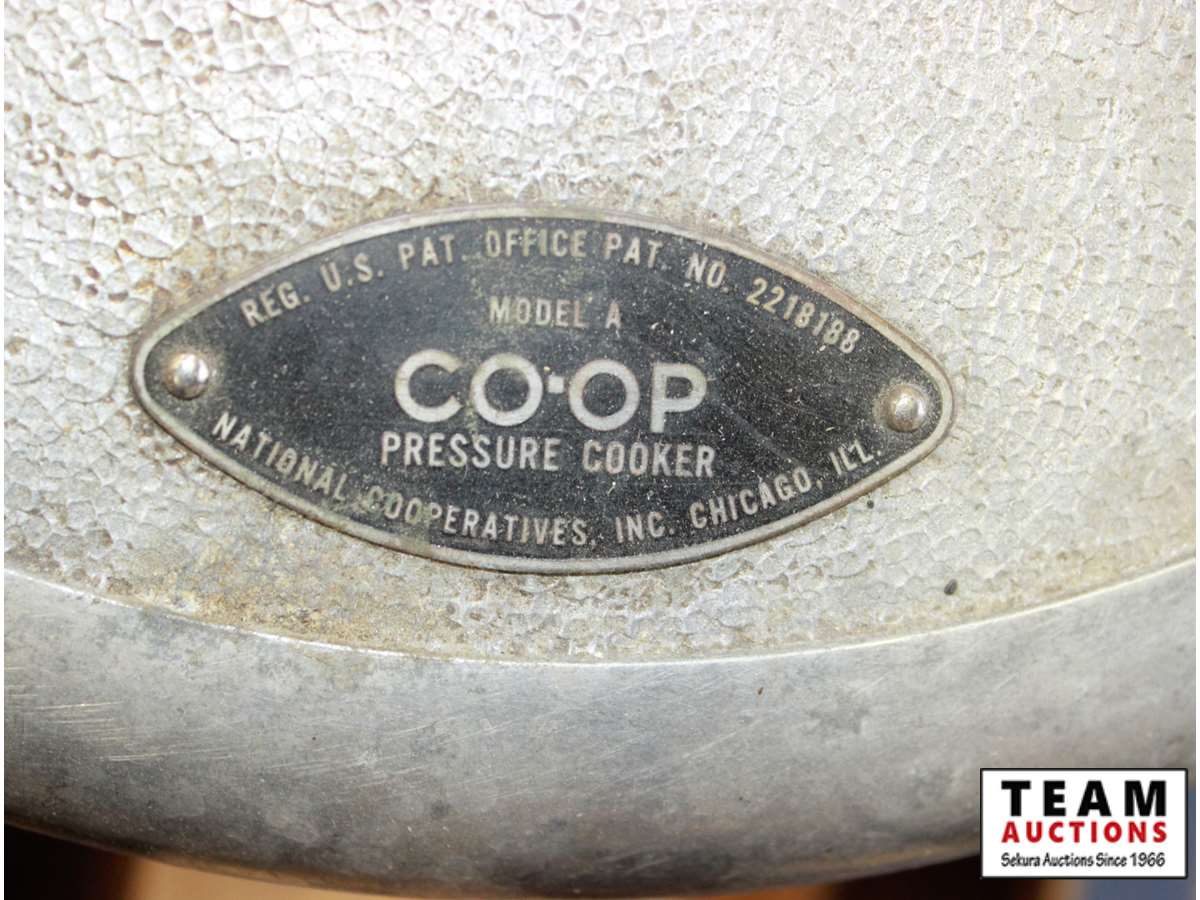 REG. U.S. PAT. OFFICE PAT. NO. 2218188
MODEL A
CO-OP
PRESSURE COOKER
NATIONAL COOPERATIVES, INC. CHICAGO, ILL.
TEAM
AUCTIONS
Sekura Auctions Since 1966